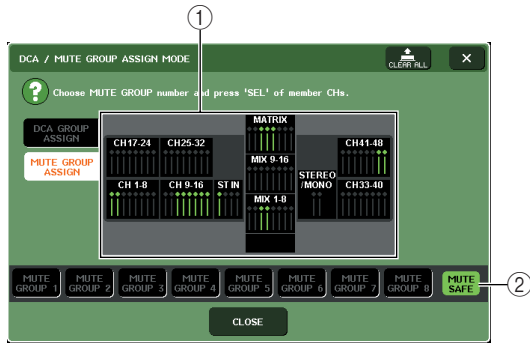 ①
DCA / MUTE GROUP ASSIGN MODE
CLEAR ALL
×
?
Choose MUTE GROUP number and press 'SEL' of member CHs.
DCA GROUP
ASSIGN
MUTE GROUP
ASSIGN
MATRIX
CH17-24
CH25-32
CH41-48
MIX 9-16
STEREO
/MONO
CH 1-8
CH 9-16
ST IN
CH33-40
MIX 1-8
MUTE
GROUP 1
MUTE
GROUP 2
MUTE
GROUP 3
MUTE
GROUP 4
MUTE
GROUP 5
MUTE
GROUP 6
MUTE
GROUP 7
MUTE
GROUP 8
MUTE
SAFE
②
CLOSE